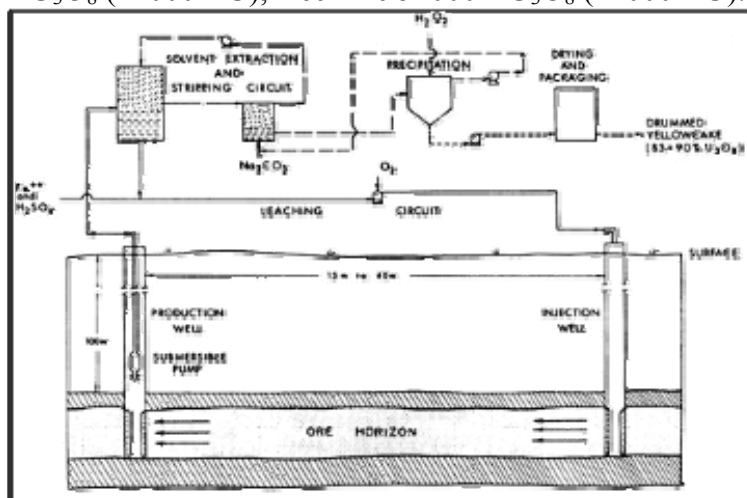 H₂O₂
SOLVENT EXTRACTION
AND
STRIPPING CIRCUIT
PRECIPITATION
DRYING
AND
PACKAGING
DRUMMED
YELLOWCAKE
Na₂CO₃
O₂
Fe⁺⁺
and
H₂SO₄
LEACHING CIRCUIT
SURFACE
PRODUCTION
WELL
INJECTION
WELL
100m
SUBMERSIBLE
PUMP
ORE HORIZON